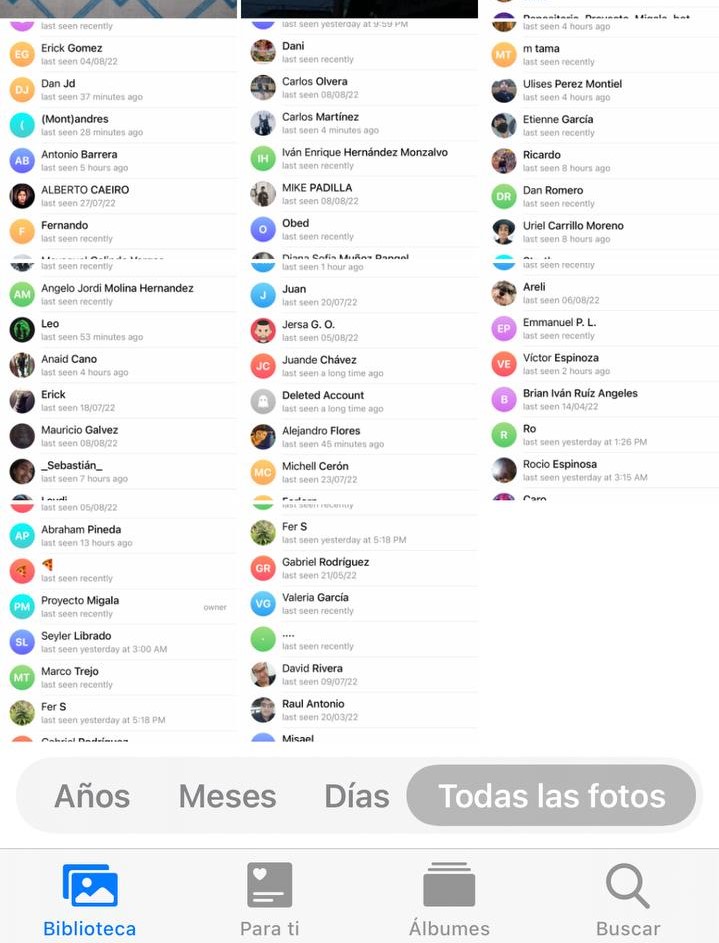 last seen recently
EG
Erick Gomez
last seen 04/08/22
DJ
Dan Jd
last seen 37 minutes ago
(
(Mont)andres
last seen 28 minutes ago
AB
Antonio Barrera
last seen 5 hours ago
ALBERTO CAEIRO
last seen 27/07/22
F
Fernando
last seen recently
last seen yesterday at 9:59 PM
Dani
last seen recently
Carlos Olvera
last seen 08/08/22
Carlos Martínez
last seen 4 minutes ago
IH
Iván Enrique Hernández Monzalvo
last seen recently
MIKE PADILLA
last seen 08/08/22
O
Obed
last seen recently
Diana Sofía Muñoz Rangel
last seen 4 hours ago
MT
m tama
last seen recently
Ulises Perez Montiel
last seen 4 hours ago
Etienne García
last seen recently
Ricardo
last seen 8 hours ago
DR
Dan Romero
last seen recently
Uriel Carrillo Moreno
last seen 8 hours ago
last seen recently
AM
Angelo Jordi Molina Hernandez
last seen recently
Leo
last seen 53 minutes ago
Anaid Cano
last seen 4 hours ago
Erick
last seen 18/07/22
Mauricio Galvez
last seen 08/08/22
_Sebastián_
last seen 7 hours ago
last seen 1 hour ago
J
Juan
last seen 20/07/22
Jersa G. O.
last seen 05/08/22
JC
Juande Chávez
last seen a long time ago
Deleted Account
last seen a long time ago
Alejandro Flores
last seen 45 minutes ago
MC
Michell Cerón
last seen 23/07/22
last seen recently
Areli
last seen 06/08/22
EP
Emmanuel P. L.
last seen recently
VE
Víctor Espinoza
last seen 2 hours ago
B
Brian Iván Ruíz Angeles
last seen 14/04/22
R
Ro
last seen yesterday at 1:26 PM
Rocio Espinosa
last seen yesterday at 3:15 AM
Caro
last seen 05/08/22
AP
Abraham Pineda
last seen 13 hours ago
🍕
last seen recently
PM
Proyecto Migala
last seen recently
owner
SL
Seyler Librado
last seen yesterday at 3:00 AM
MT
Marco Trejo
last seen recently
Fer S
last seen yesterday at 5:18 PM
Gabriel Rodríguez
last seen recently
Fer S
last seen yesterday at 5:18 PM
GR
Gabriel Rodríguez
last seen 21/05/22
VG
Valeria García
last seen recently
.
....
last seen recently
David Rivera
last seen 09/07/22
Raul Antonio
last seen 20/03/22
Misael
Años Meses Días Todas las fotos
Biblioteca Para ti Álbumes Buscar